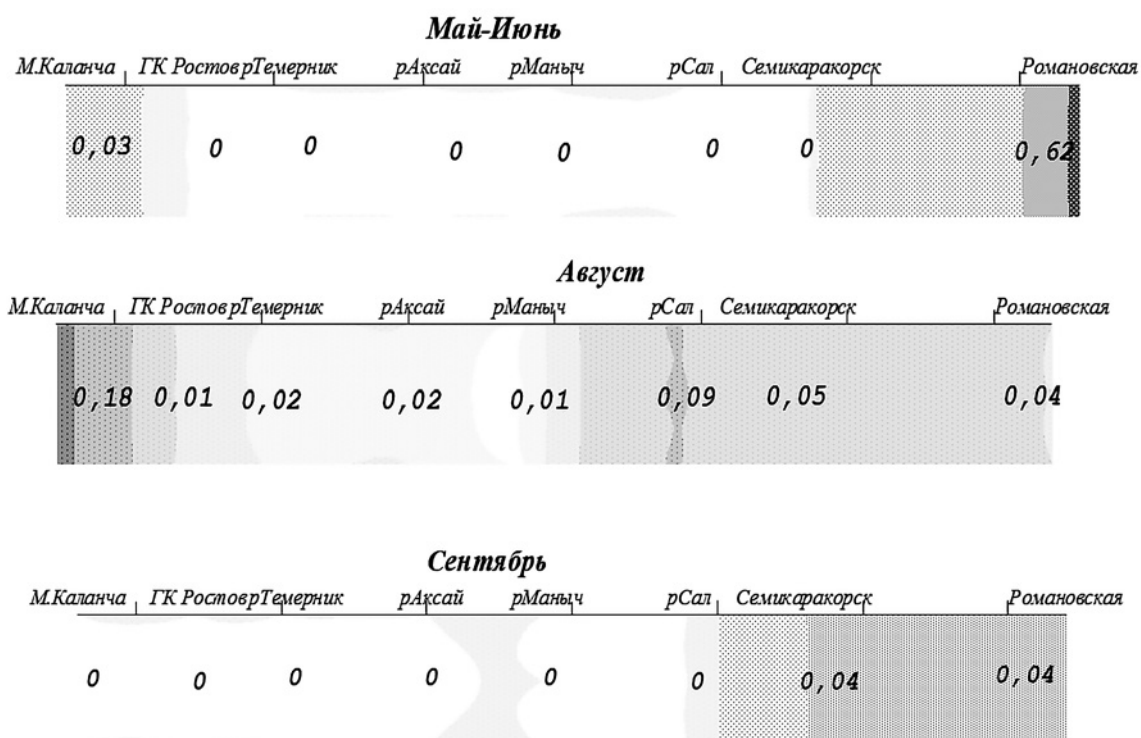 Май-Июнь
М.Каланча ГК Ростов рТемерник рАксай рМаныч рСал Семикаракорск Романовская
0,03 0 0 0 0 0 0 0,62
Август
М.Каланча ГК Ростов рТемерник рАксай рМаныч рСал Семикаракорск Романовская
0,18 0,01 0,02 0,02 0,01 0,09 0,05 0,04
Сентябрь
М.Каланча ГК Ростов рТемерник рАксай рМаныч рСал Семикаракорск Романовская
0 0 0 0 0 0 0,04 0,04